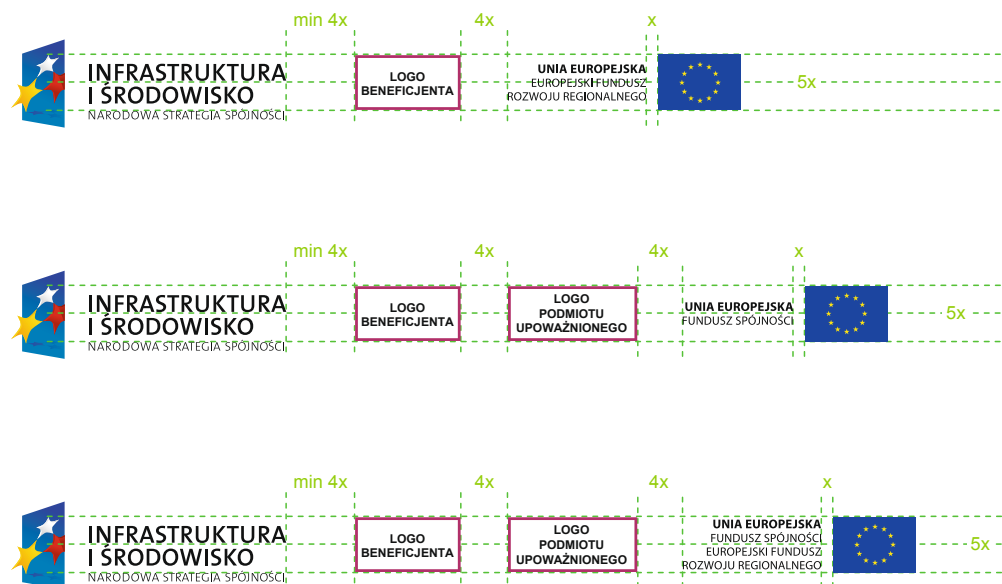 min 4x 4x x
INFRASTRUKTURA
I ŚRODOWISKO
NARODOWA STRATEGIA SPÓJNOŚCI
LOGO
BENEFICJENTA
UNIA EUROPEJSKA
EUROPEJSKI FUNDUSZ
ROZWOJU REGIONALNEGO
5x
min 4x 4x 4x x
INFRASTRUKTURA
I ŚRODOWISKO
NARODOWA STRATEGIA SPÓJNOŚCI
LOGO
BENEFICJENTA
LOGO
PODMIOTU
UPOWAŻNIONEGO
UNIA EUROPEJSKA
FUNDUSZ SPÓJNOŚCI
5x
min 4x 4x 4x x
INFRASTRUKTURA
I ŚRODOWISKO
NARODOWA STRATEGIA SPÓJNOŚCI
LOGO
BENEFICJENTA
LOGO
PODMIOTU
UPOWAŻNIONEGO
UNIA EUROPEJSKA
FUNDUSZ SPÓJNOŚCI
EUROPEJSKI FUNDUSZ
ROZWOJU REGIONALNEGO
5x